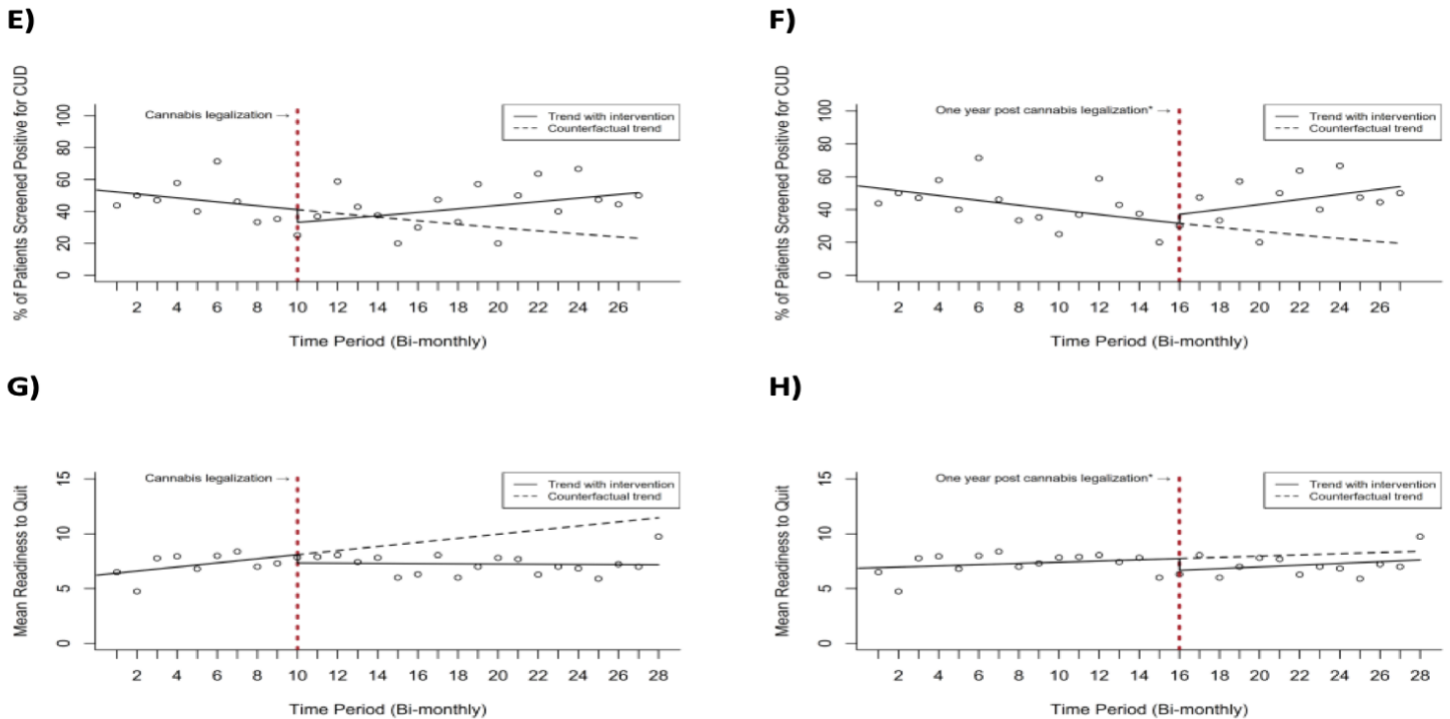 E)
% of Patients Screened Positive for CUD
100
80
60
40
20
0
Cannabis legalization →
Trend with intervention
Counterfactual trend
2 4 6 8 10 12 14 16 18 20 22 24 26
Time Period (Bi-monthly)
F)
% of Patients Screened Positive for CUD
100
80
60
40
20
0
One year post cannabis legalization* →
Trend with intervention
Counterfactual trend
2 4 6 8 10 12 14 16 18 20 22 24 26
Time Period (Bi-monthly)
G)
Mean Readiness to Quit
15
10
5
0
Cannabis legalization →
Trend with intervention
Counterfactual trend
2 4 6 8 10 12 14 16 18 20 22 24 26 28
Time Period (Bi-monthly)
H)
Mean Readiness to Quit
15
10
5
0
One year post cannabis legalization* →
Trend with intervention
Counterfactual trend
2 4 6 8 10 12 14 16 18 20 22 24 26 28
Time Period (Bi-monthly)